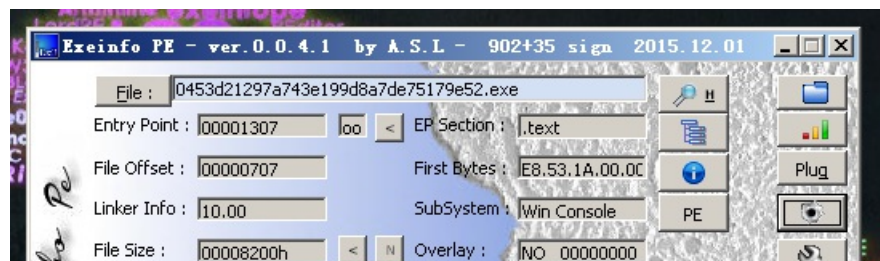 Exeinfo PE - ver.0.0.4.1 by A.S.L - 902+35 sign 2015.12.01
File : 0453d21297a743e199d8a7de75179e52.exe H
Entry Point : 00001307 oo < EP Section : .text
File Offset : 00000707 First Bytes : E8.53.1A.00.0C Plug
Linker Info : 10.00 SubSystem : Win Console PE
File Size : 00008200h < N Overlay : NO 00000000